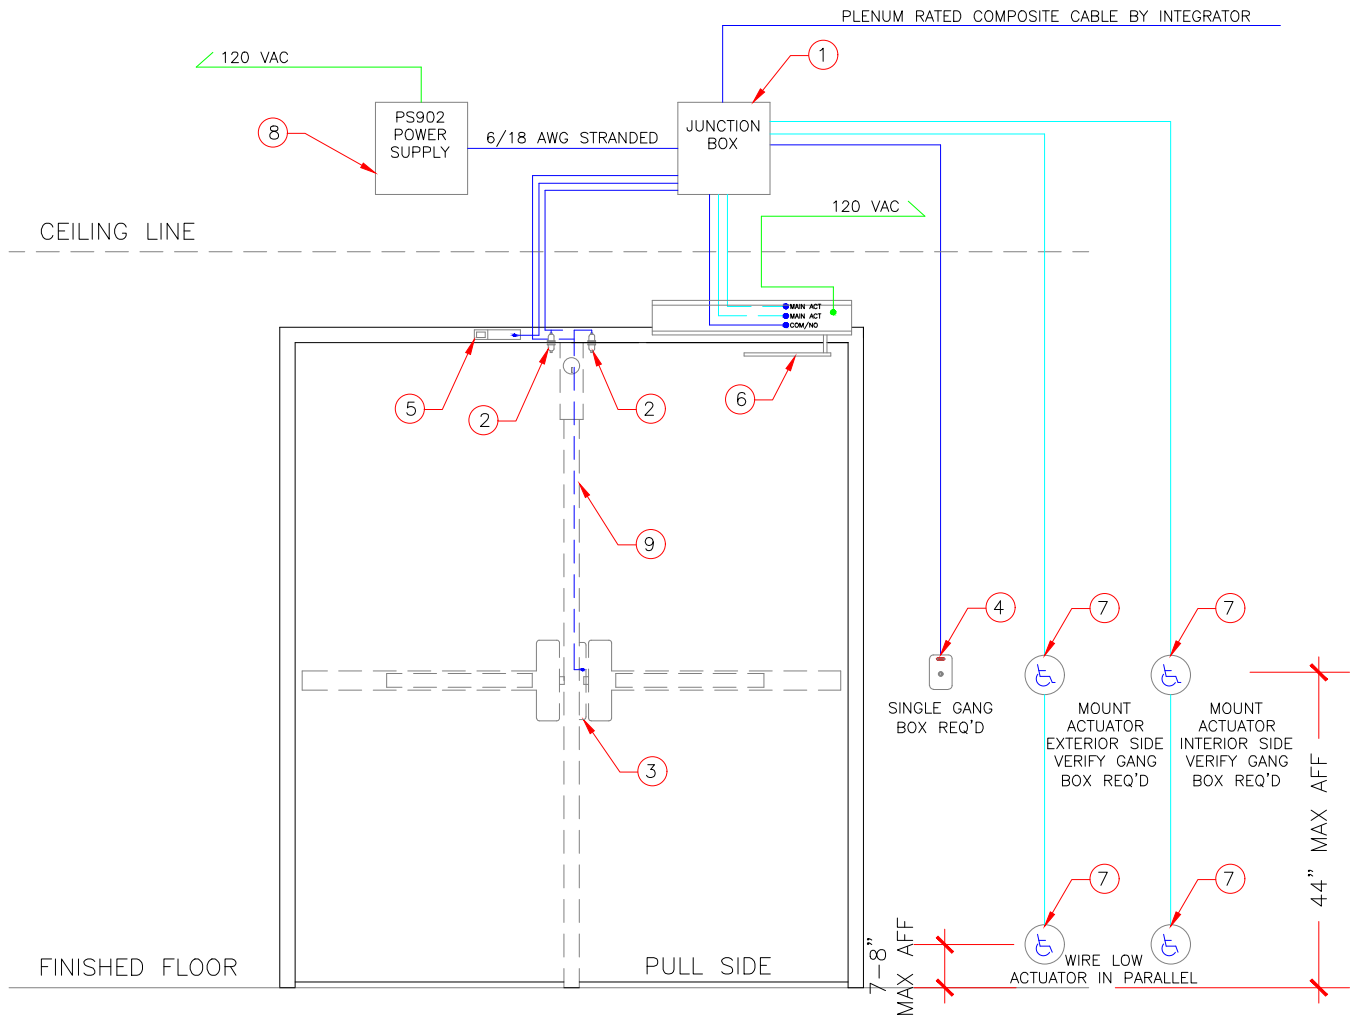 PLENUM RATED COMPOSITE CABLE BY INTEGRATOR
120 VAC
1
PS902
POWER
SUPPLY
8
6/18 AWG STRANDED
JUNCTION
BOX
120 VAC
CEILING LINE
MAIN ACT
MAIN ACT
COM/NO
5
2
2
6
9
4
7
7
SINGLE GANG
BOX REQ'D
MOUNT
ACTUATOR
EXTERIOR SIDE
VERIFY GANG
BOX REQ'D
MOUNT
ACTUATOR
INTERIOR SIDE
VERIFY GANG
BOX REQ'D
3
44" MAX AFF
7
7
7-8"
MAX AFF
WIRE LOW
ACTUATOR IN PARALLEL
FINISHED FLOOR
PULL SIDE